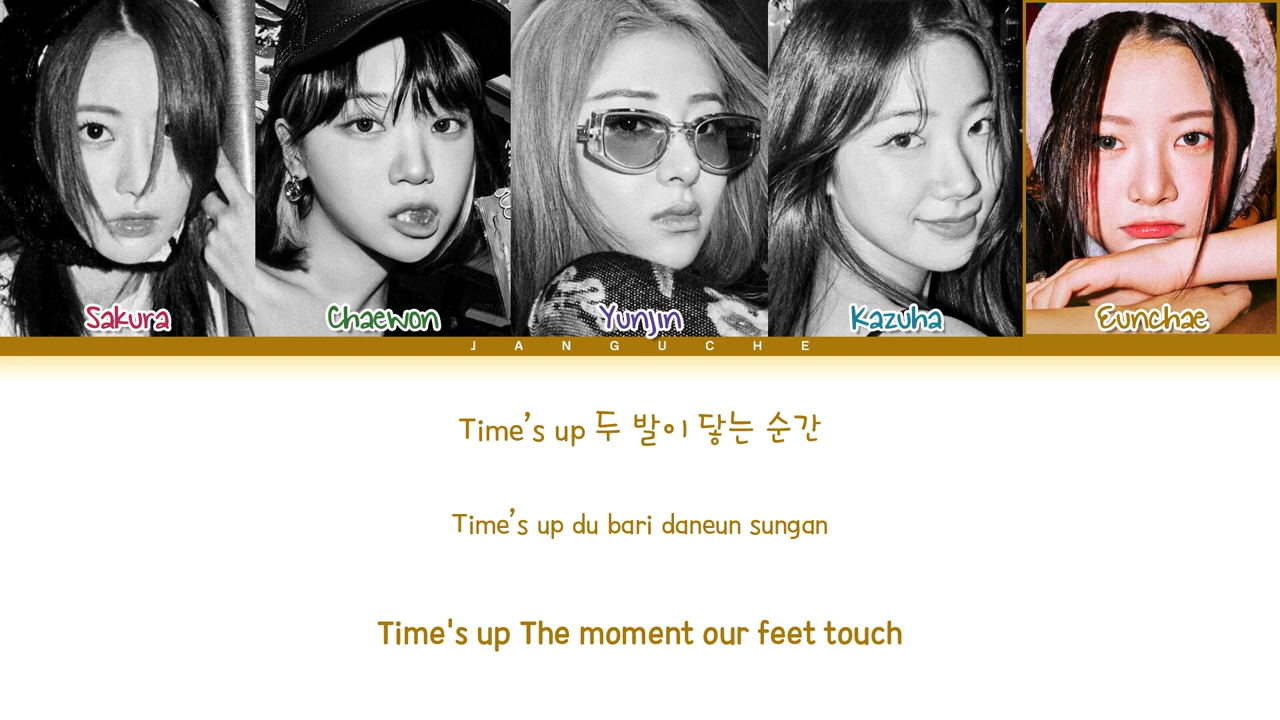 Sakura
Chaewon
Yunjin
Kazuha
Eunchae
JANGUCHE
Time’s up 두 발이 닿는 순간
Time’s up du bari daneun sungan
Time's up The moment our feet touch